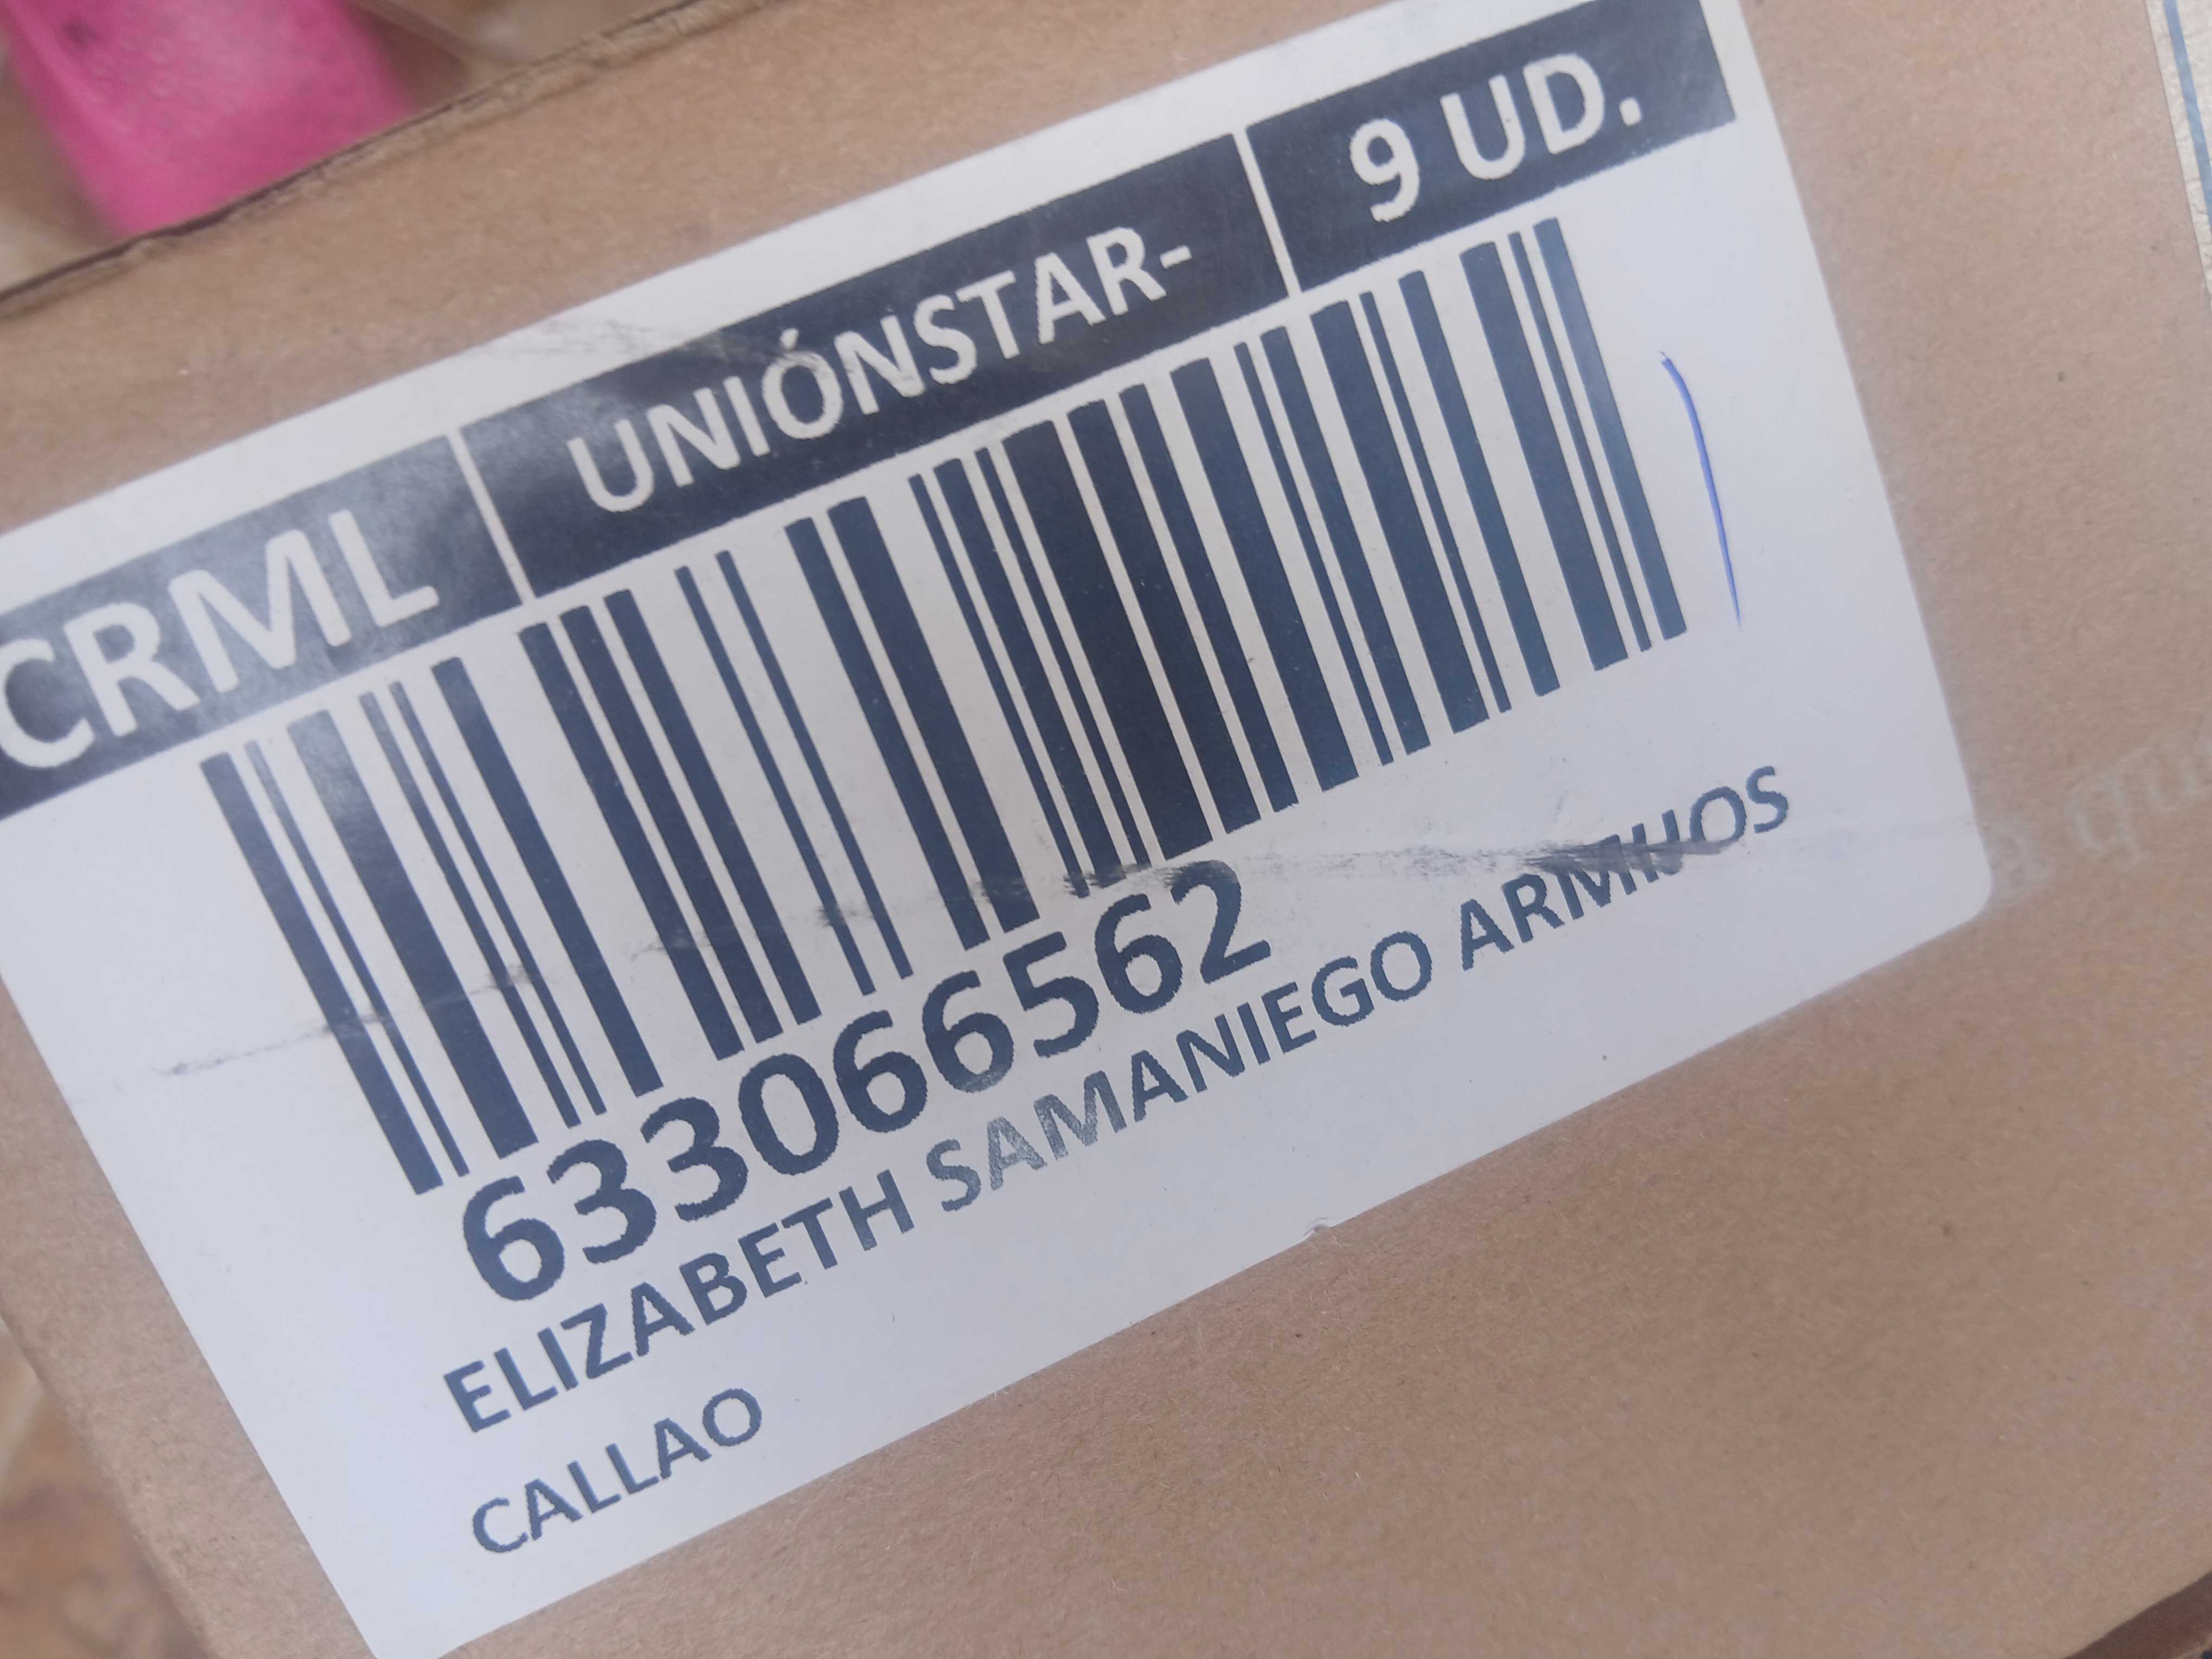 CRML UNIÓNSTAR- 9 UD.
633066562
ELIZABETH SAMANIEGO ARMIJOS
CALLAO